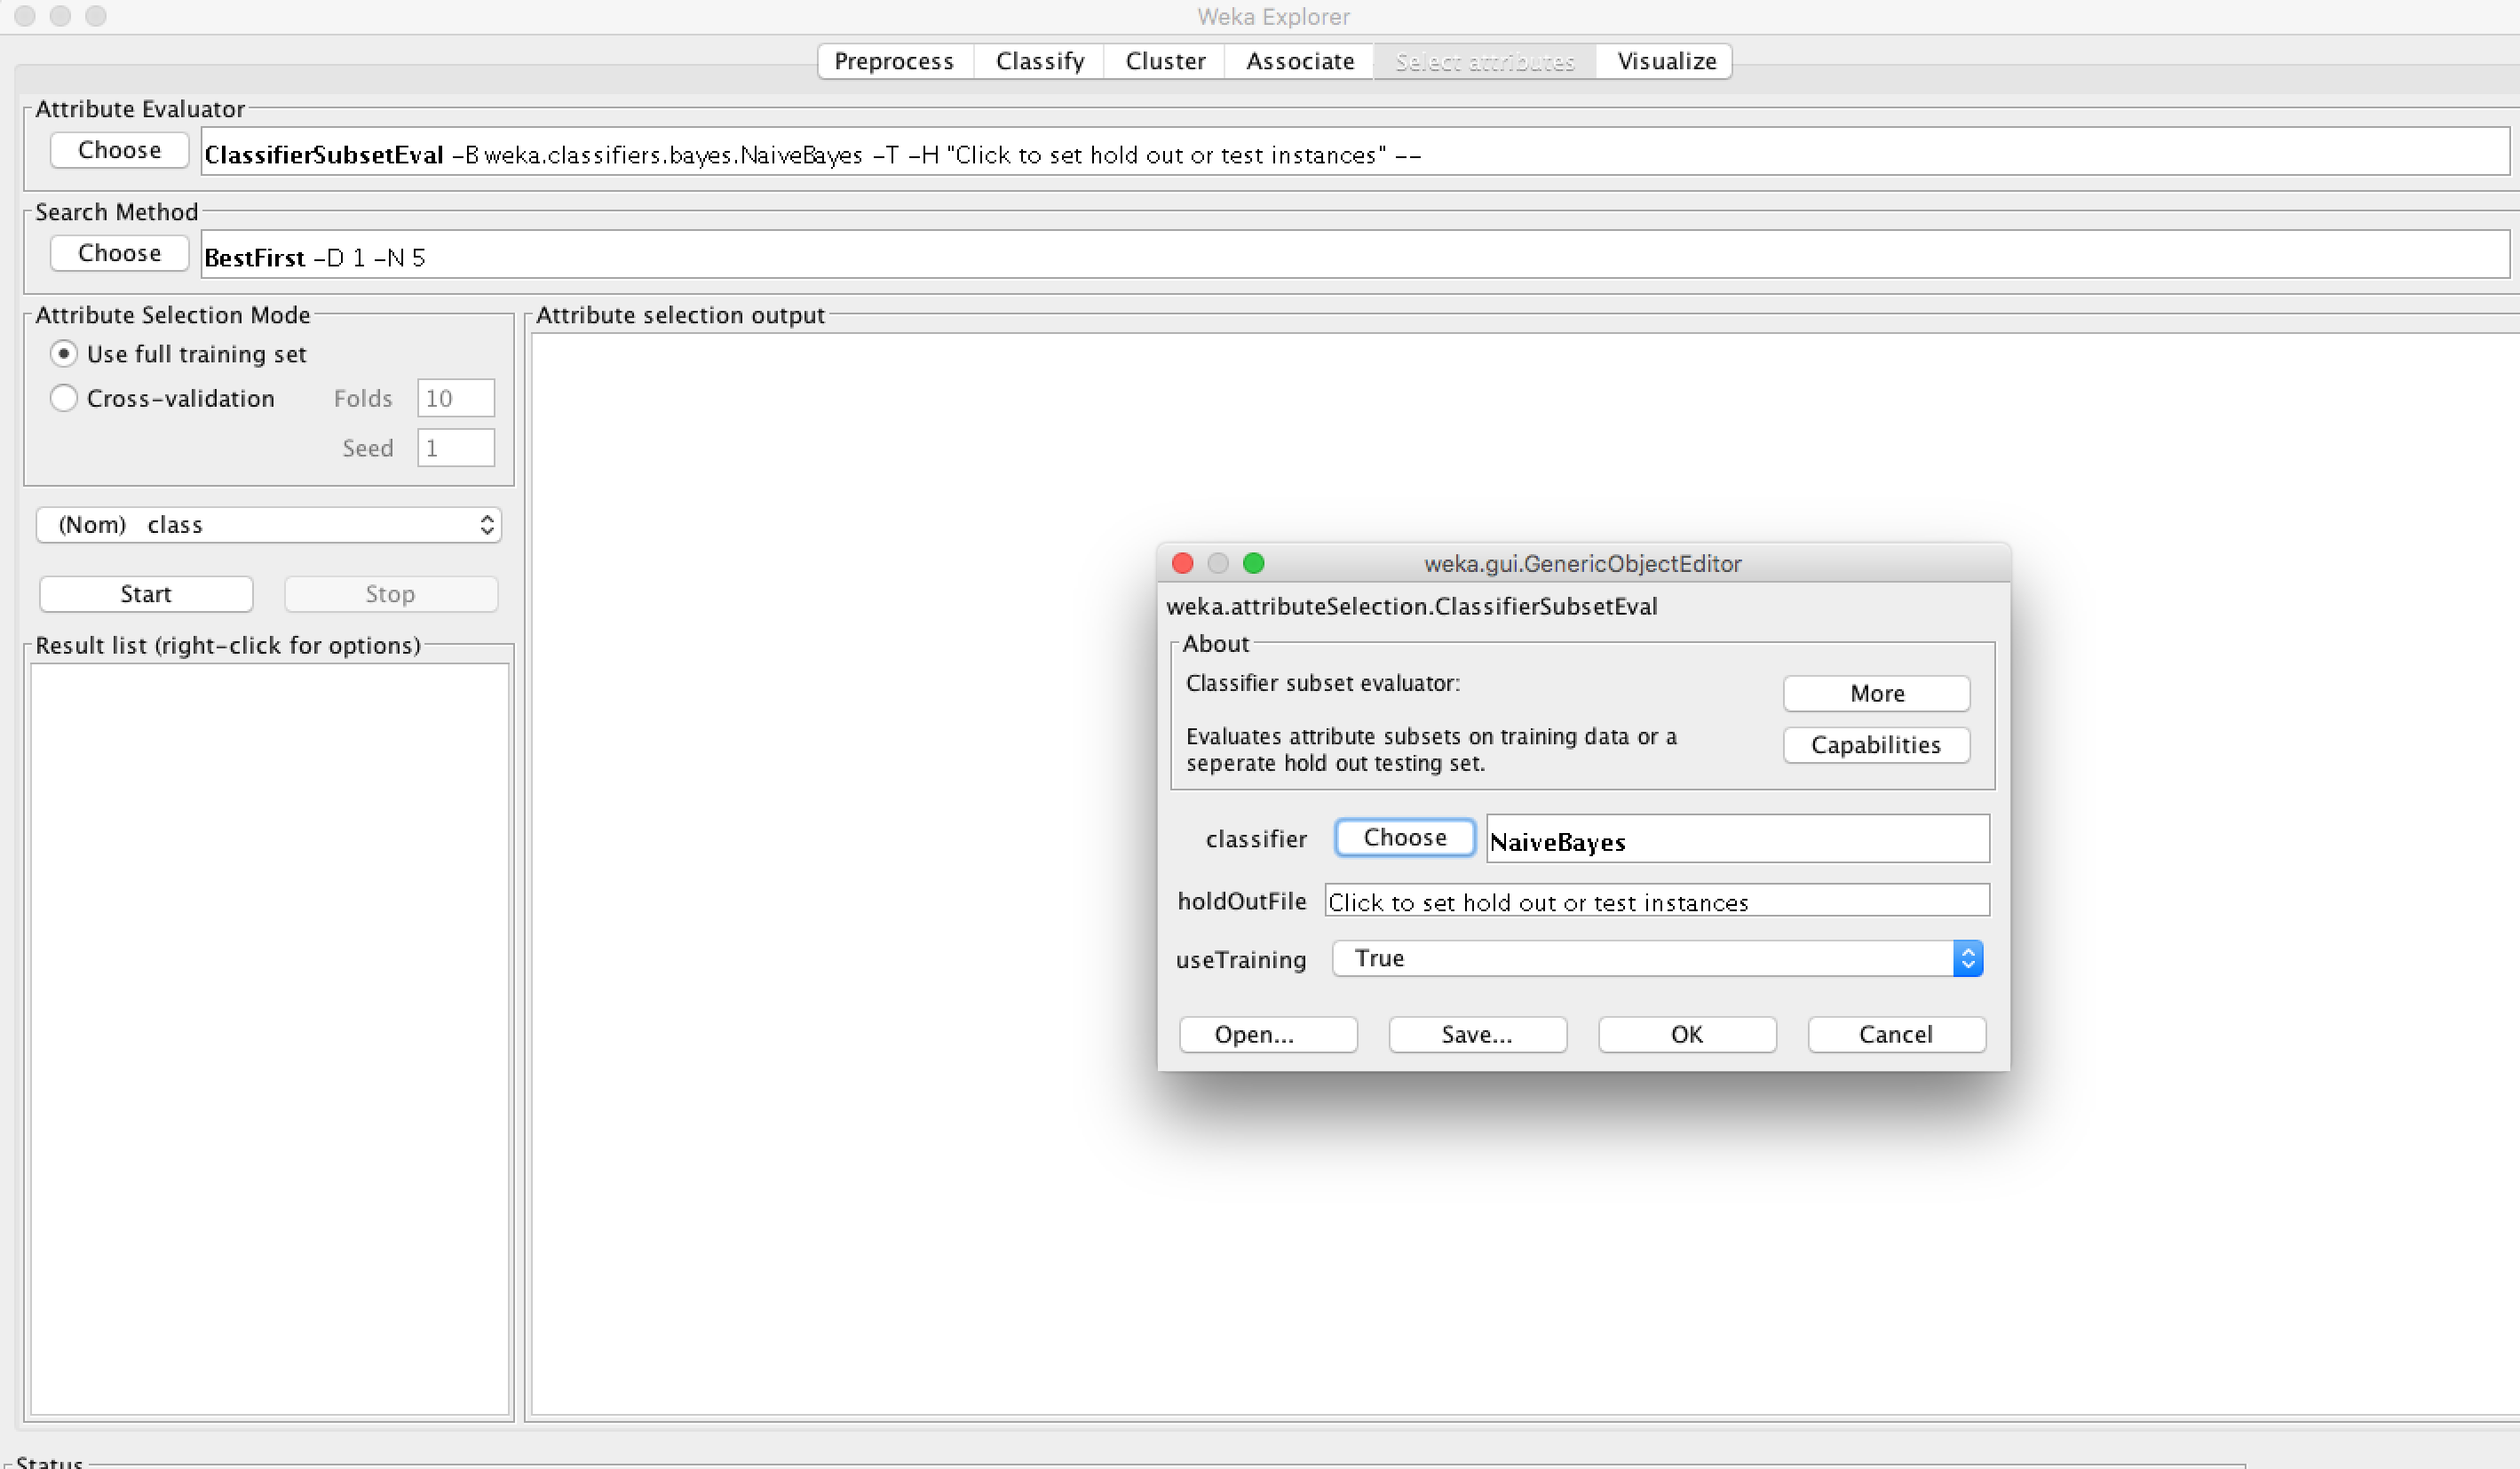 Weka Explorer
Preprocess Classify Cluster Associate Select attributes Visualize
Attribute Evaluator
Choose ClassifierSubsetEval -B weka.classifiers.bayes.NaiveBayes -T -H "Click to set hold out or test instances" --
Search Method
Choose BestFirst -D 1 -N 5
Attribute Selection Mode
Use full training set
Cross-validation Folds 10
Seed 1
(Nom) class
Start Stop
Result list (right-click for options)
Attribute selection output
weka.gui.GenericObjectEditor
weka.attributeSelection.ClassifierSubsetEval
About
Classifier subset evaluator:
More
Evaluates attribute subsets on training data or a
seperate hold out testing set.
Capabilities
classifier Choose NaiveBayes
holdOutFile Click to set hold out or test instances
useTraining True
Open... Save... OK Cancel
Status